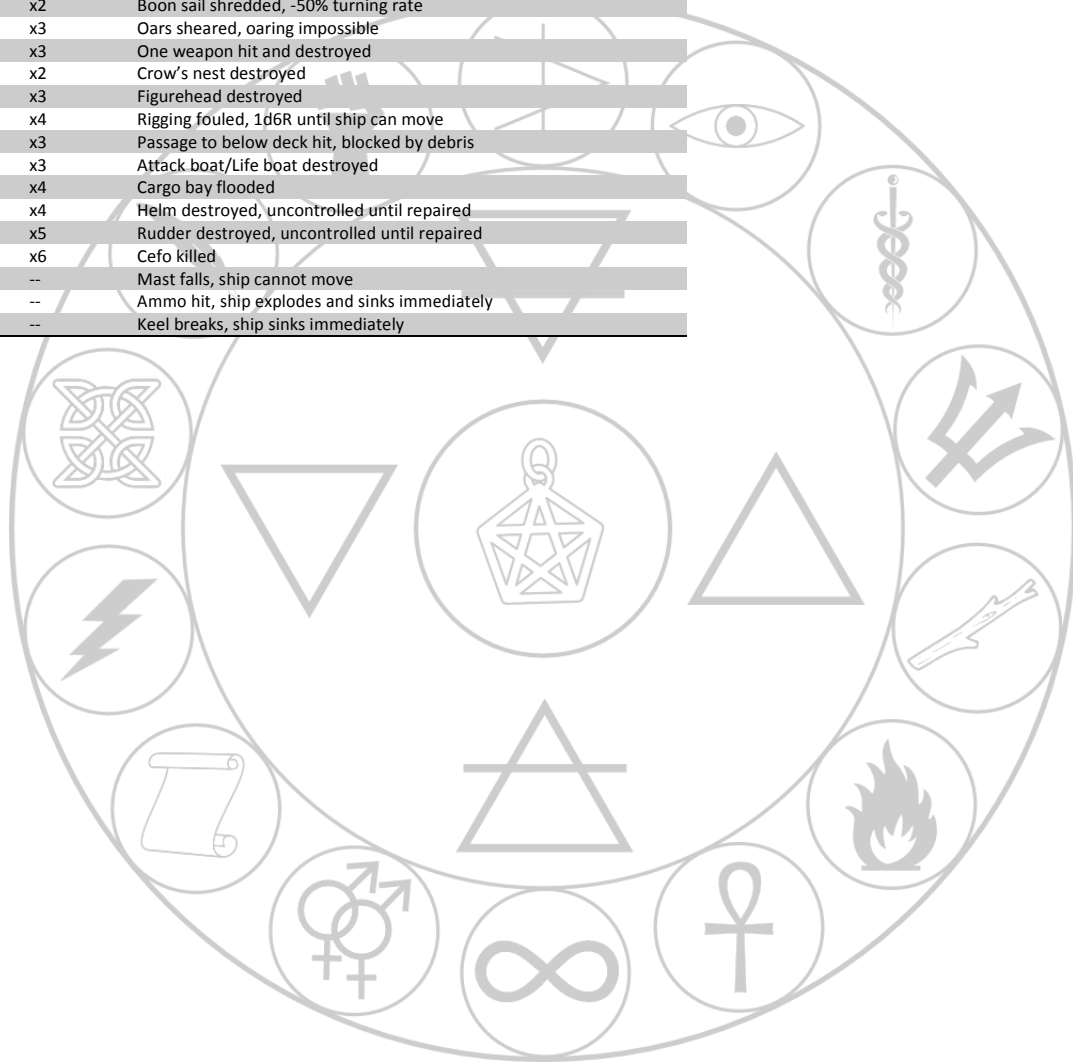 x2 Boon sail shredded, -50% turning rate
x3 Oars sheared, oaring impossible
x3 One weapon hit and destroyed
x2 Crow's nest destroyed
x3 Figurehead destroyed
x4 Rigging fouled, 1d6R until ship can move
x3 Passage to below deck hit, blocked by debris
x3 Attack boat/Life boat destroyed
x4 Cargo bay flooded
x4 Helm destroyed, uncontrolled until repaired
x5 Rudder destroyed, uncontrolled until repaired
x6 Cefo killed
-- Mast falls, ship cannot move
-- Ammo hit, ship explodes and sinks immediately
-- Keel breaks, ship sinks immediately